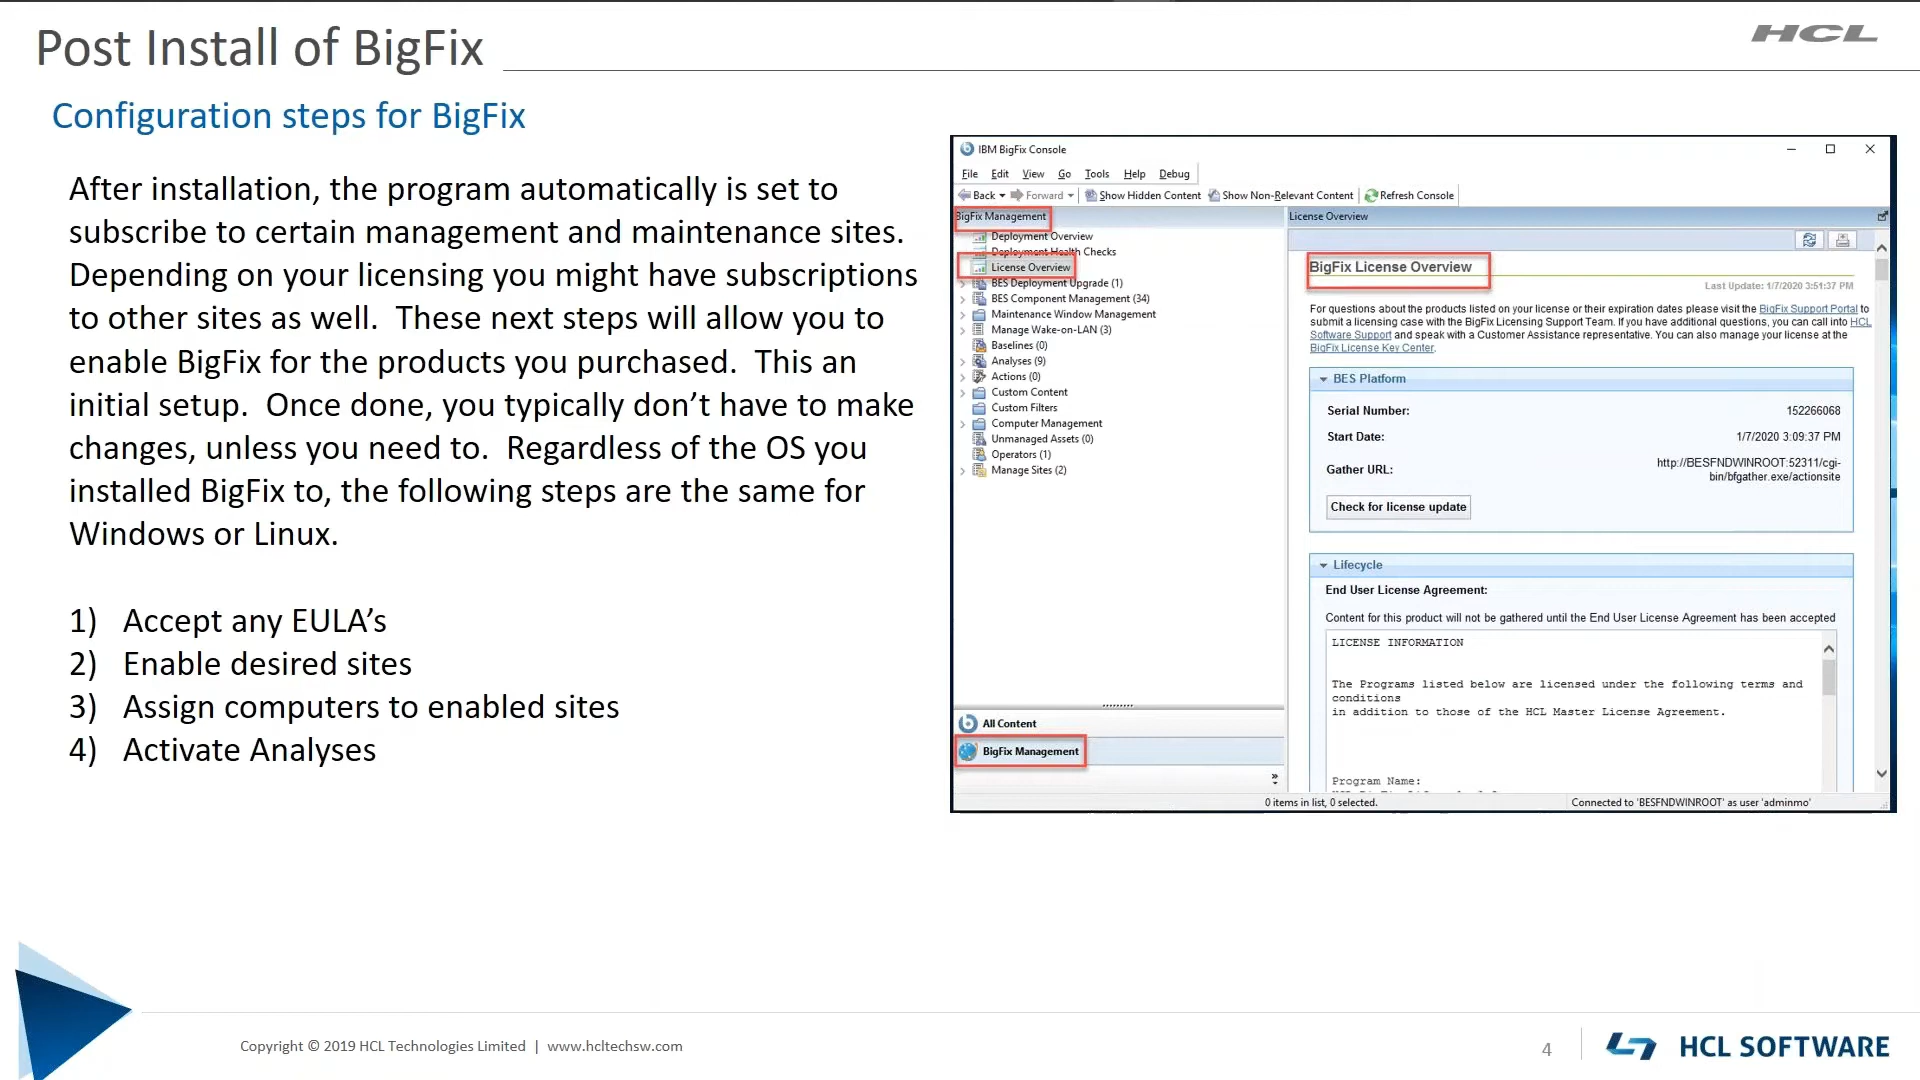 Post Install of BigFix
HCL
Configuration steps for BigFix
After installation, the program automatically is set to
subscribe to certain management and maintenance sites.
Depending on your licensing you might have subscriptions
to other sites as well.  These next steps will allow you to
enable BigFix for the products you purchased.  This an
initial setup.  Once done, you typically don’t have to make
changes, unless you need to.  Regardless of the OS you
installed BigFix to, the following steps are the same for
Windows or Linux.
1) Accept any EULA’s
2) Enable desired sites
3) Assign computers to enabled sites
4) Activate Analyses
IBM BigFix Console
File Edit View Go Tools Help Debug
Back Forward Show Hidden Content Show Non-Relevant Content Refresh Console
BigFix Management
Deployment Overview
Deployment Health Checks
License Overview
BES Deployment Upgrade (1)
BES Component Management (34)
Maintenance Window Management
Manage Wake-on-LAN (3)
Baselines (0)
Analyses (9)
Actions (0)
Custom Content
Custom Filters
Computer Management
Unmanaged Assets (0)
Operators (1)
Manage Sites (2)
All Content
BigFix Management
License Overview
BigFix License Overview
Last Update: 1/7/2020 3:51:37 PM
For questions about the products listed on your license or their expiration dates please visit the BigFix Support Portal to
submit a licensing case with the BigFix Licensing Support Team. If you have additional questions, you can call into HCL
Software Support and speak with a Customer Assistance representative. You can also manage your license at the
BigFix License Key Center.
BES Platform
Serial Number: 152266068
Start Date: 1/7/2020 3:09:37 PM
Gather URL: http://BESFNDWINROOT:52311/cgi-
bin/bfgather.exe/actionsite
Check for license update
Lifecycle
End User License Agreement:
Content for this product will not be gathered until the End User License Agreement has been accepted
LICENSE INFORMATION
The Programs listed below are licensed under the following terms and
conditions
in addition to those of the HCL Master License Agreement.
Program Name:
0 items in list, 0 selected. Connected to 'BESFNDWINROOT' as user 'adminmo'
Copyright © 2019 HCL Technologies Limited | www.hcltechsw.com
4
HCL SOFTWARE